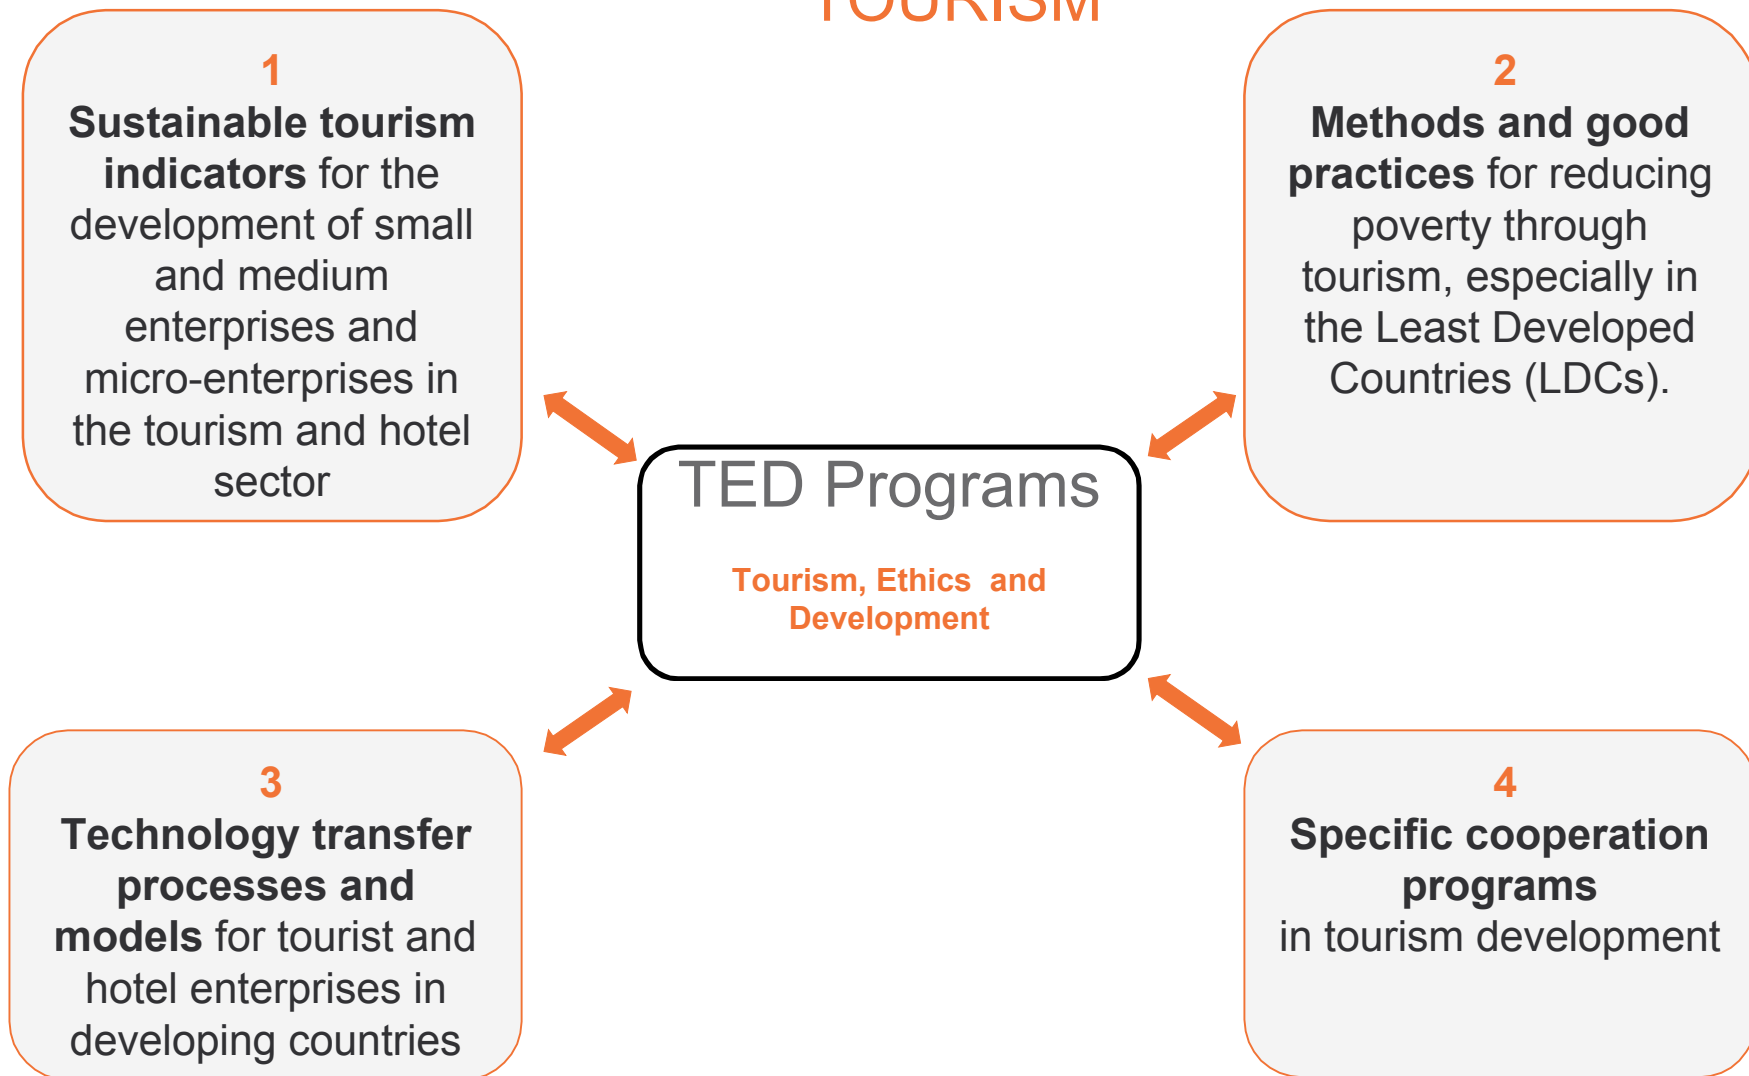 TOURISM
1
Sustainable tourism
indicators for the
development of small
and medium
enterprises and
micro-enterprises in
the tourism and hotel
sector
2
Methods and good
practices for reducing
poverty through
tourism, especially in
the Least Developed
Countries (LDCs).
TED Programs
Tourism, Ethics and
Development
3
Technology transfer
processes and
models for tourist and
hotel enterprises in
developing countries
4
Specific cooperation
programs
in tourism development